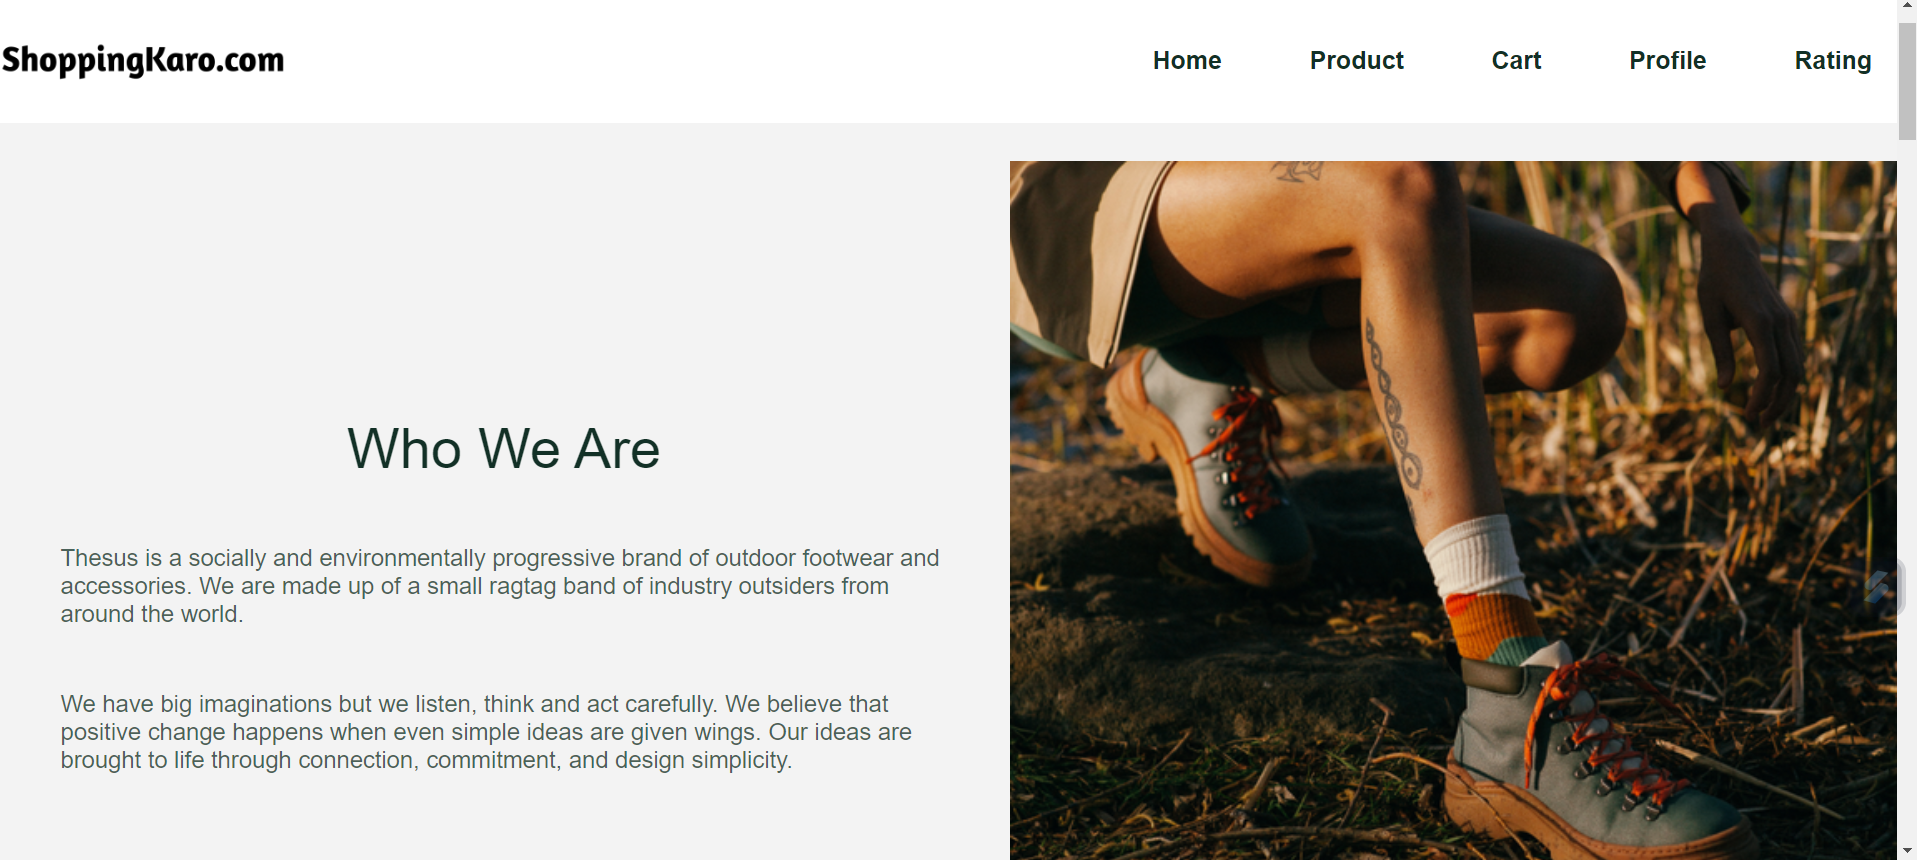 ShoppingKaro.com
Home Product Cart Profile Rating
Who We Are
Thesus is a socially and environmentally progressive brand of outdoor footwear and
accessories. We are made up of a small ragtag band of industry outsiders from
around the world.
We have big imaginations but we listen, think and act carefully. We believe that
positive change happens when even simple ideas are given wings. Our ideas are
brought to life through connection, commitment, and design simplicity.